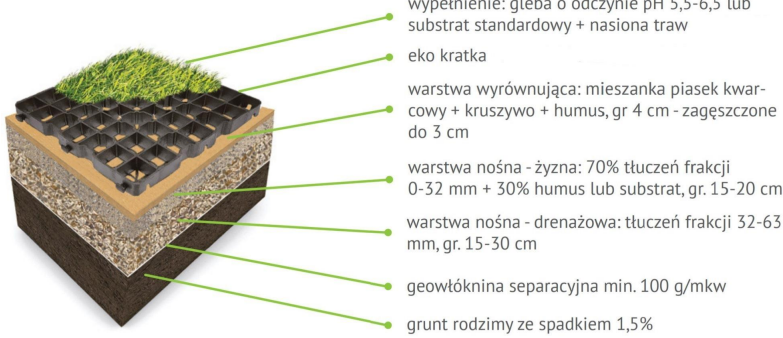 wypełnienie: gleba o odczynie pH 5,5-6,5 lub
substrat standardowy + nasiona traw
eko kratka
warstwa wyrównująca: mieszanka piasek kwar-
cowy + kruszywo + humus, gr 4 cm - zagęszczone
do 3 cm
warstwa nośna - żyzna: 70% tłuczeń frakcji
0-32 mm + 30% humus lub substrat, gr. 15-20 cm
warstwa nośna - drenażowa: tłuczeń frakcji 32-63
mm, gr. 15-30 cm
geowłóknina separacyjna min. 100 g/mkw
grunt rodzimy ze spadkiem 1,5%